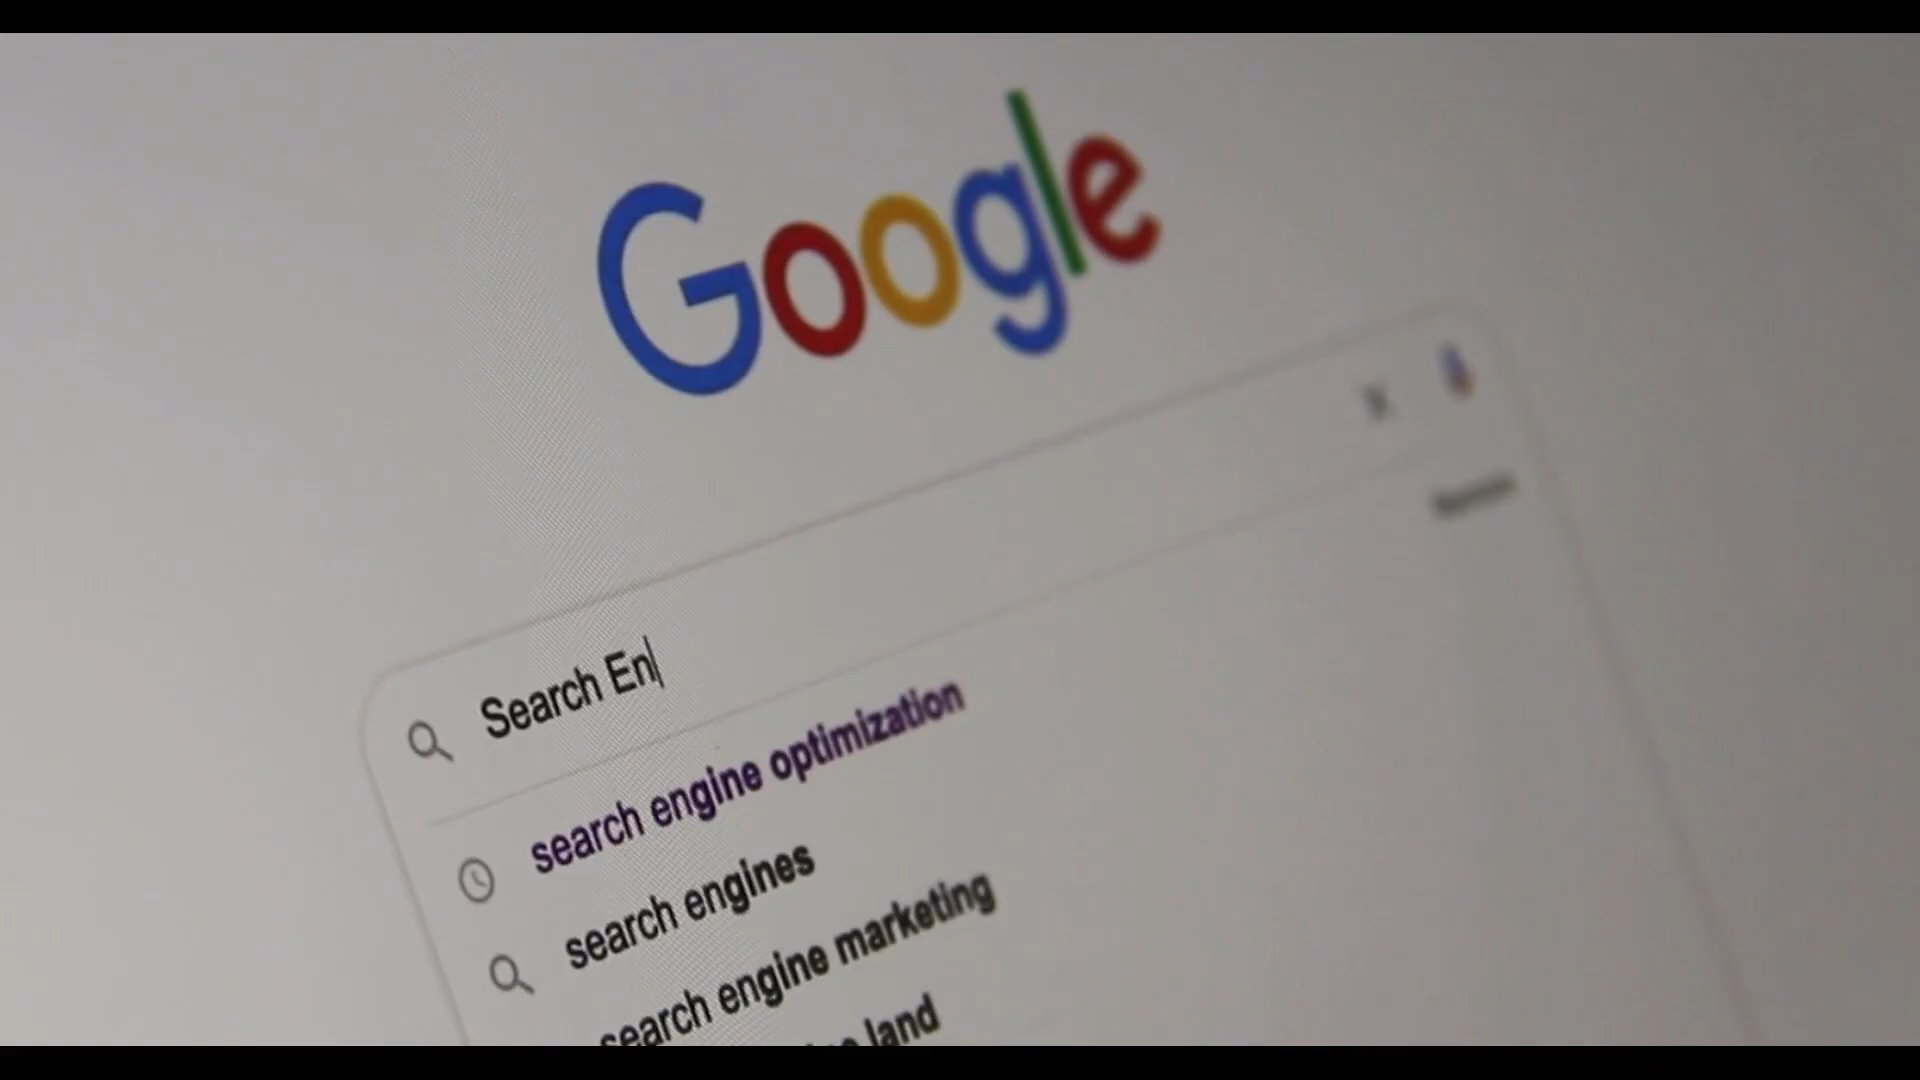 Google
Search En
search engine optimization
search engines
search engine marketing
land